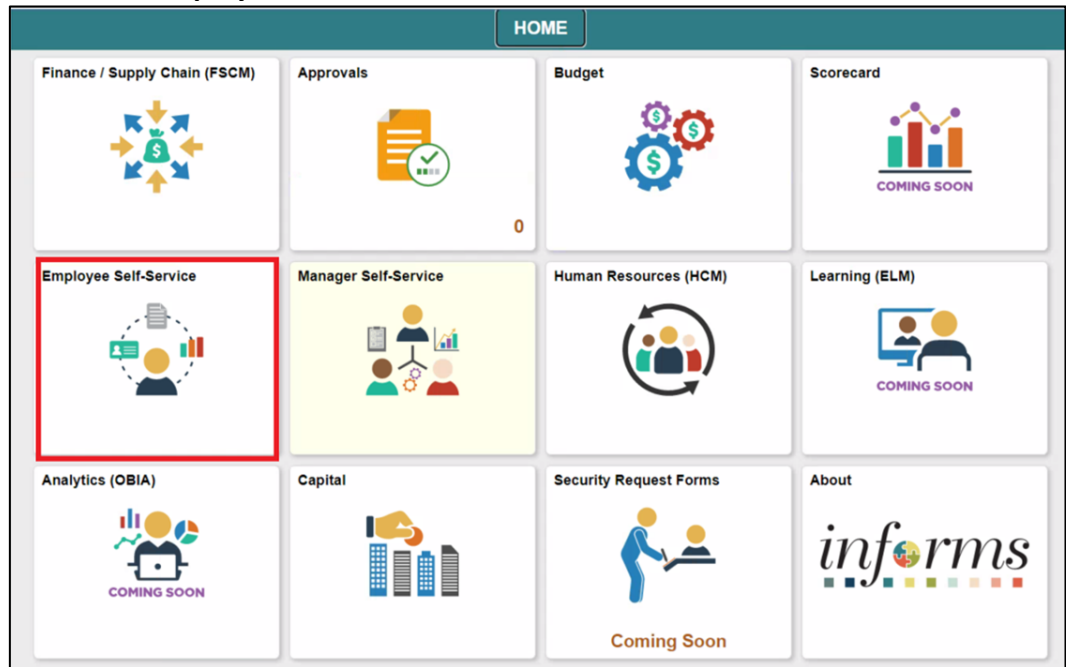 HOME
Finance / Supply Chain (FSCM)
Approvals
Budget
Scorecard
COMING SOON
0
Employee Self-Service
Manager Self-Service
Human Resources (HCM)
Learning (ELM)
COMING SOON
Analytics (OBIA)
Capital
Security Request Forms
About
COMING SOON
informs
Coming Soon